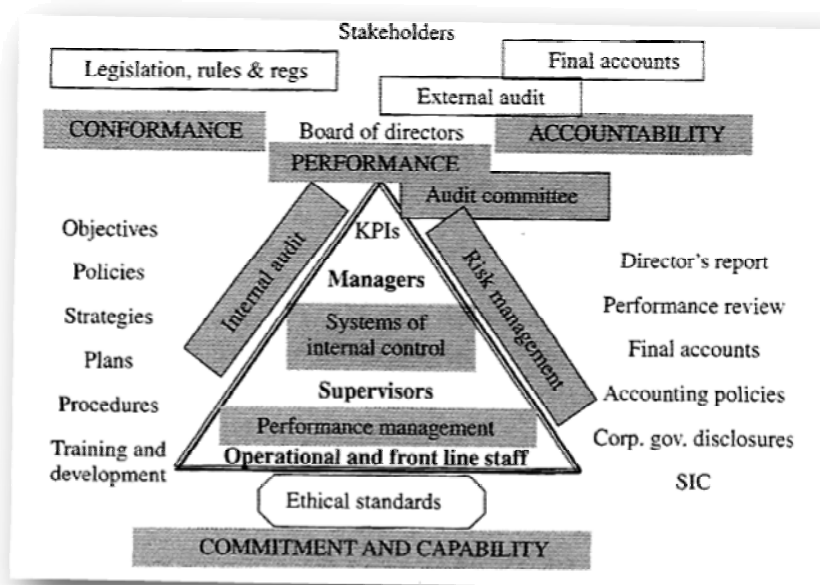 Stakeholders
Legislation, rules & regs
Final accounts
External audit
CONFORMANCE
Board of directors
ACCOUNTABILITY
PERFORMANCE
Audit committee
Internal audit
Risk management
KPIs
Managers
Systems of
internal control
Supervisors
Performance management
Operational and front line staff
Objectives
Policies
Strategies
Plans
Procedures
Training and
development
Director's report
Performance review
Final accounts
Accounting policies
Corp. gov. disclosures
SIC
Ethical standards
COMMITMENT AND CAPABILITY